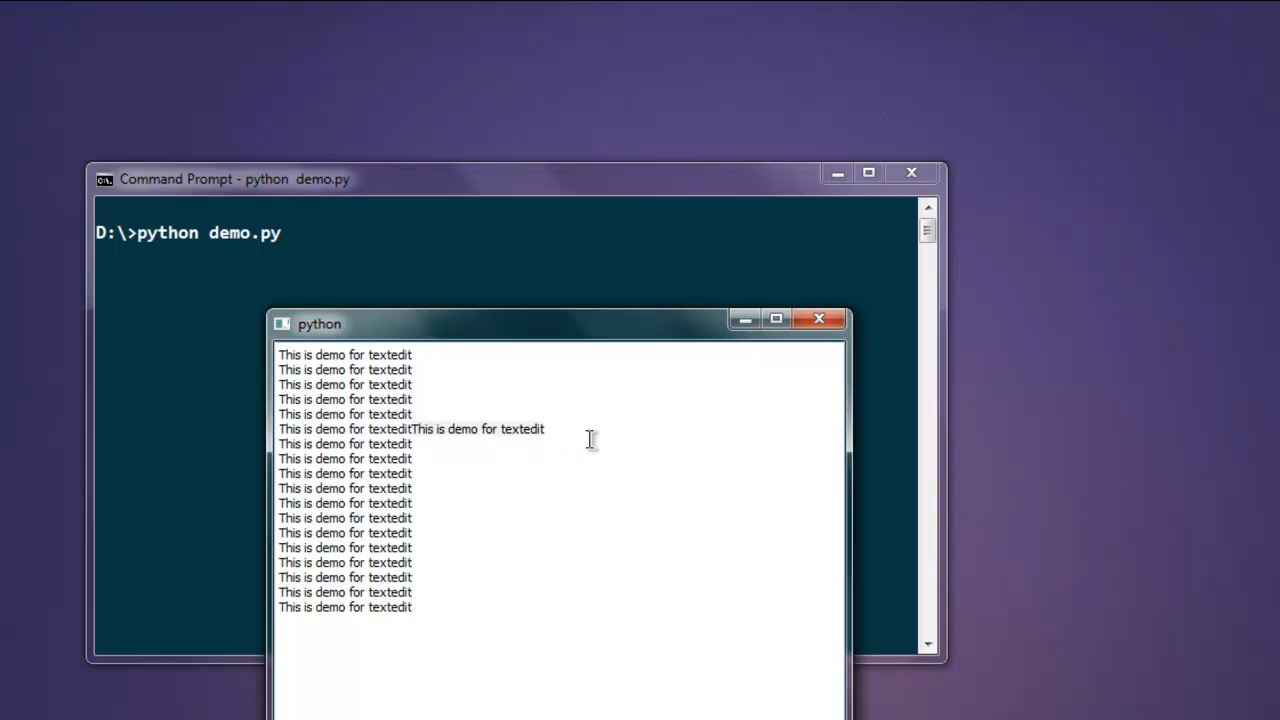 Command Prompt - python  demo.py
D:\>python demo.py
python
This is demo for textedit
This is demo for textedit
This is demo for textedit
This is demo for textedit
This is demo for textedit
This is demo for texteditThis is demo for textedit
This is demo for textedit
This is demo for textedit
This is demo for textedit
This is demo for textedit
This is demo for textedit
This is demo for textedit
This is demo for textedit
This is demo for textedit
This is demo for textedit
This is demo for textedit
This is demo for textedit
This is demo for textedit